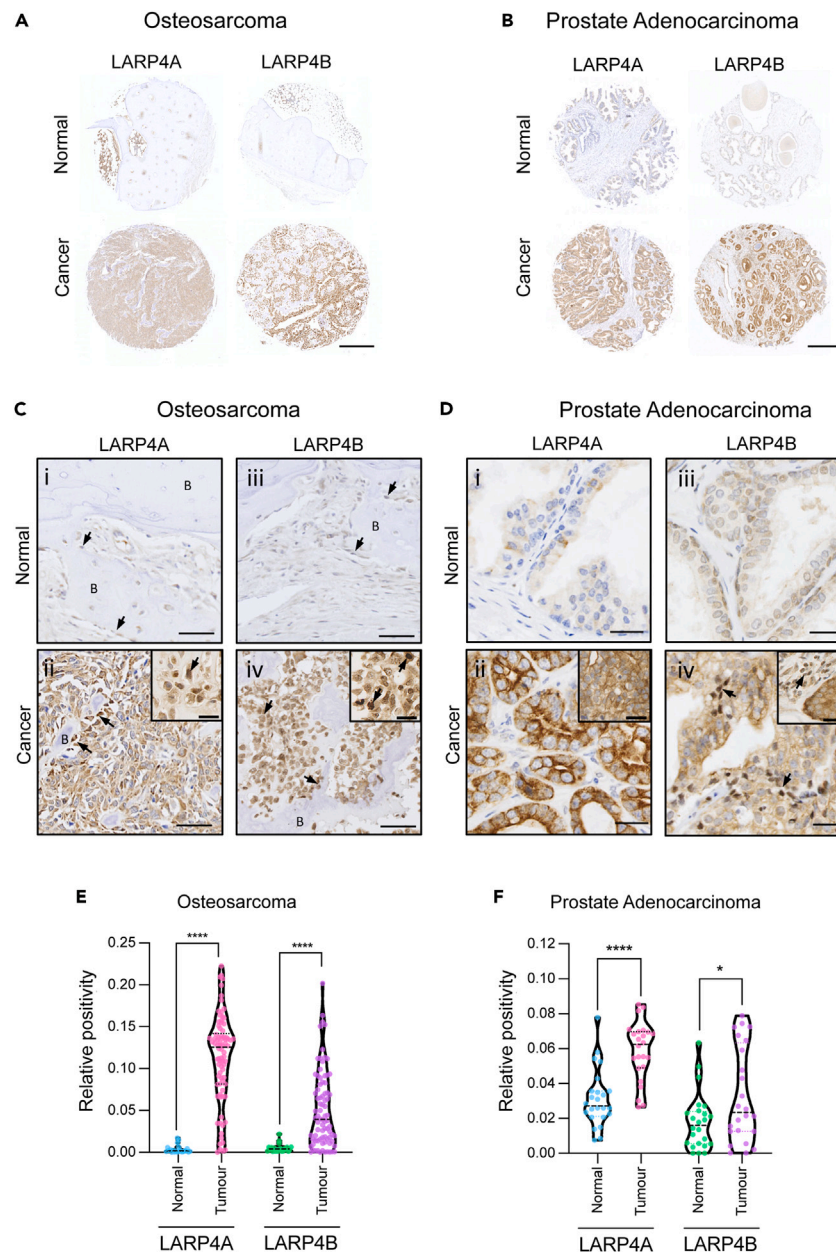 A Osteosarcoma
LARP4A LARP4B
Normal
Cancer
B Prostate Adenocarcinoma
LARP4A LARP4B
Normal
Cancer
C Osteosarcoma
LARP4A LARP4B
Normal
i B B
iii B
Cancer
ii B
iv B
D Prostate Adenocarcinoma
LARP4A LARP4B
Normal
i iii
Cancer
ii iv
E Osteosarcoma
Relative positivity
0.25
0.20
0.15
0.10
0.05
0.00
**** ****
Normal Tumour Normal Tumour
LARP4A LARP4B
F Prostate Adenocarcinoma
Relative positivity
0.12
0.10
0.08
0.06
0.04
0.02
0.00
**** *
Normal Tumour Normal Tumour
LARP4A LARP4B